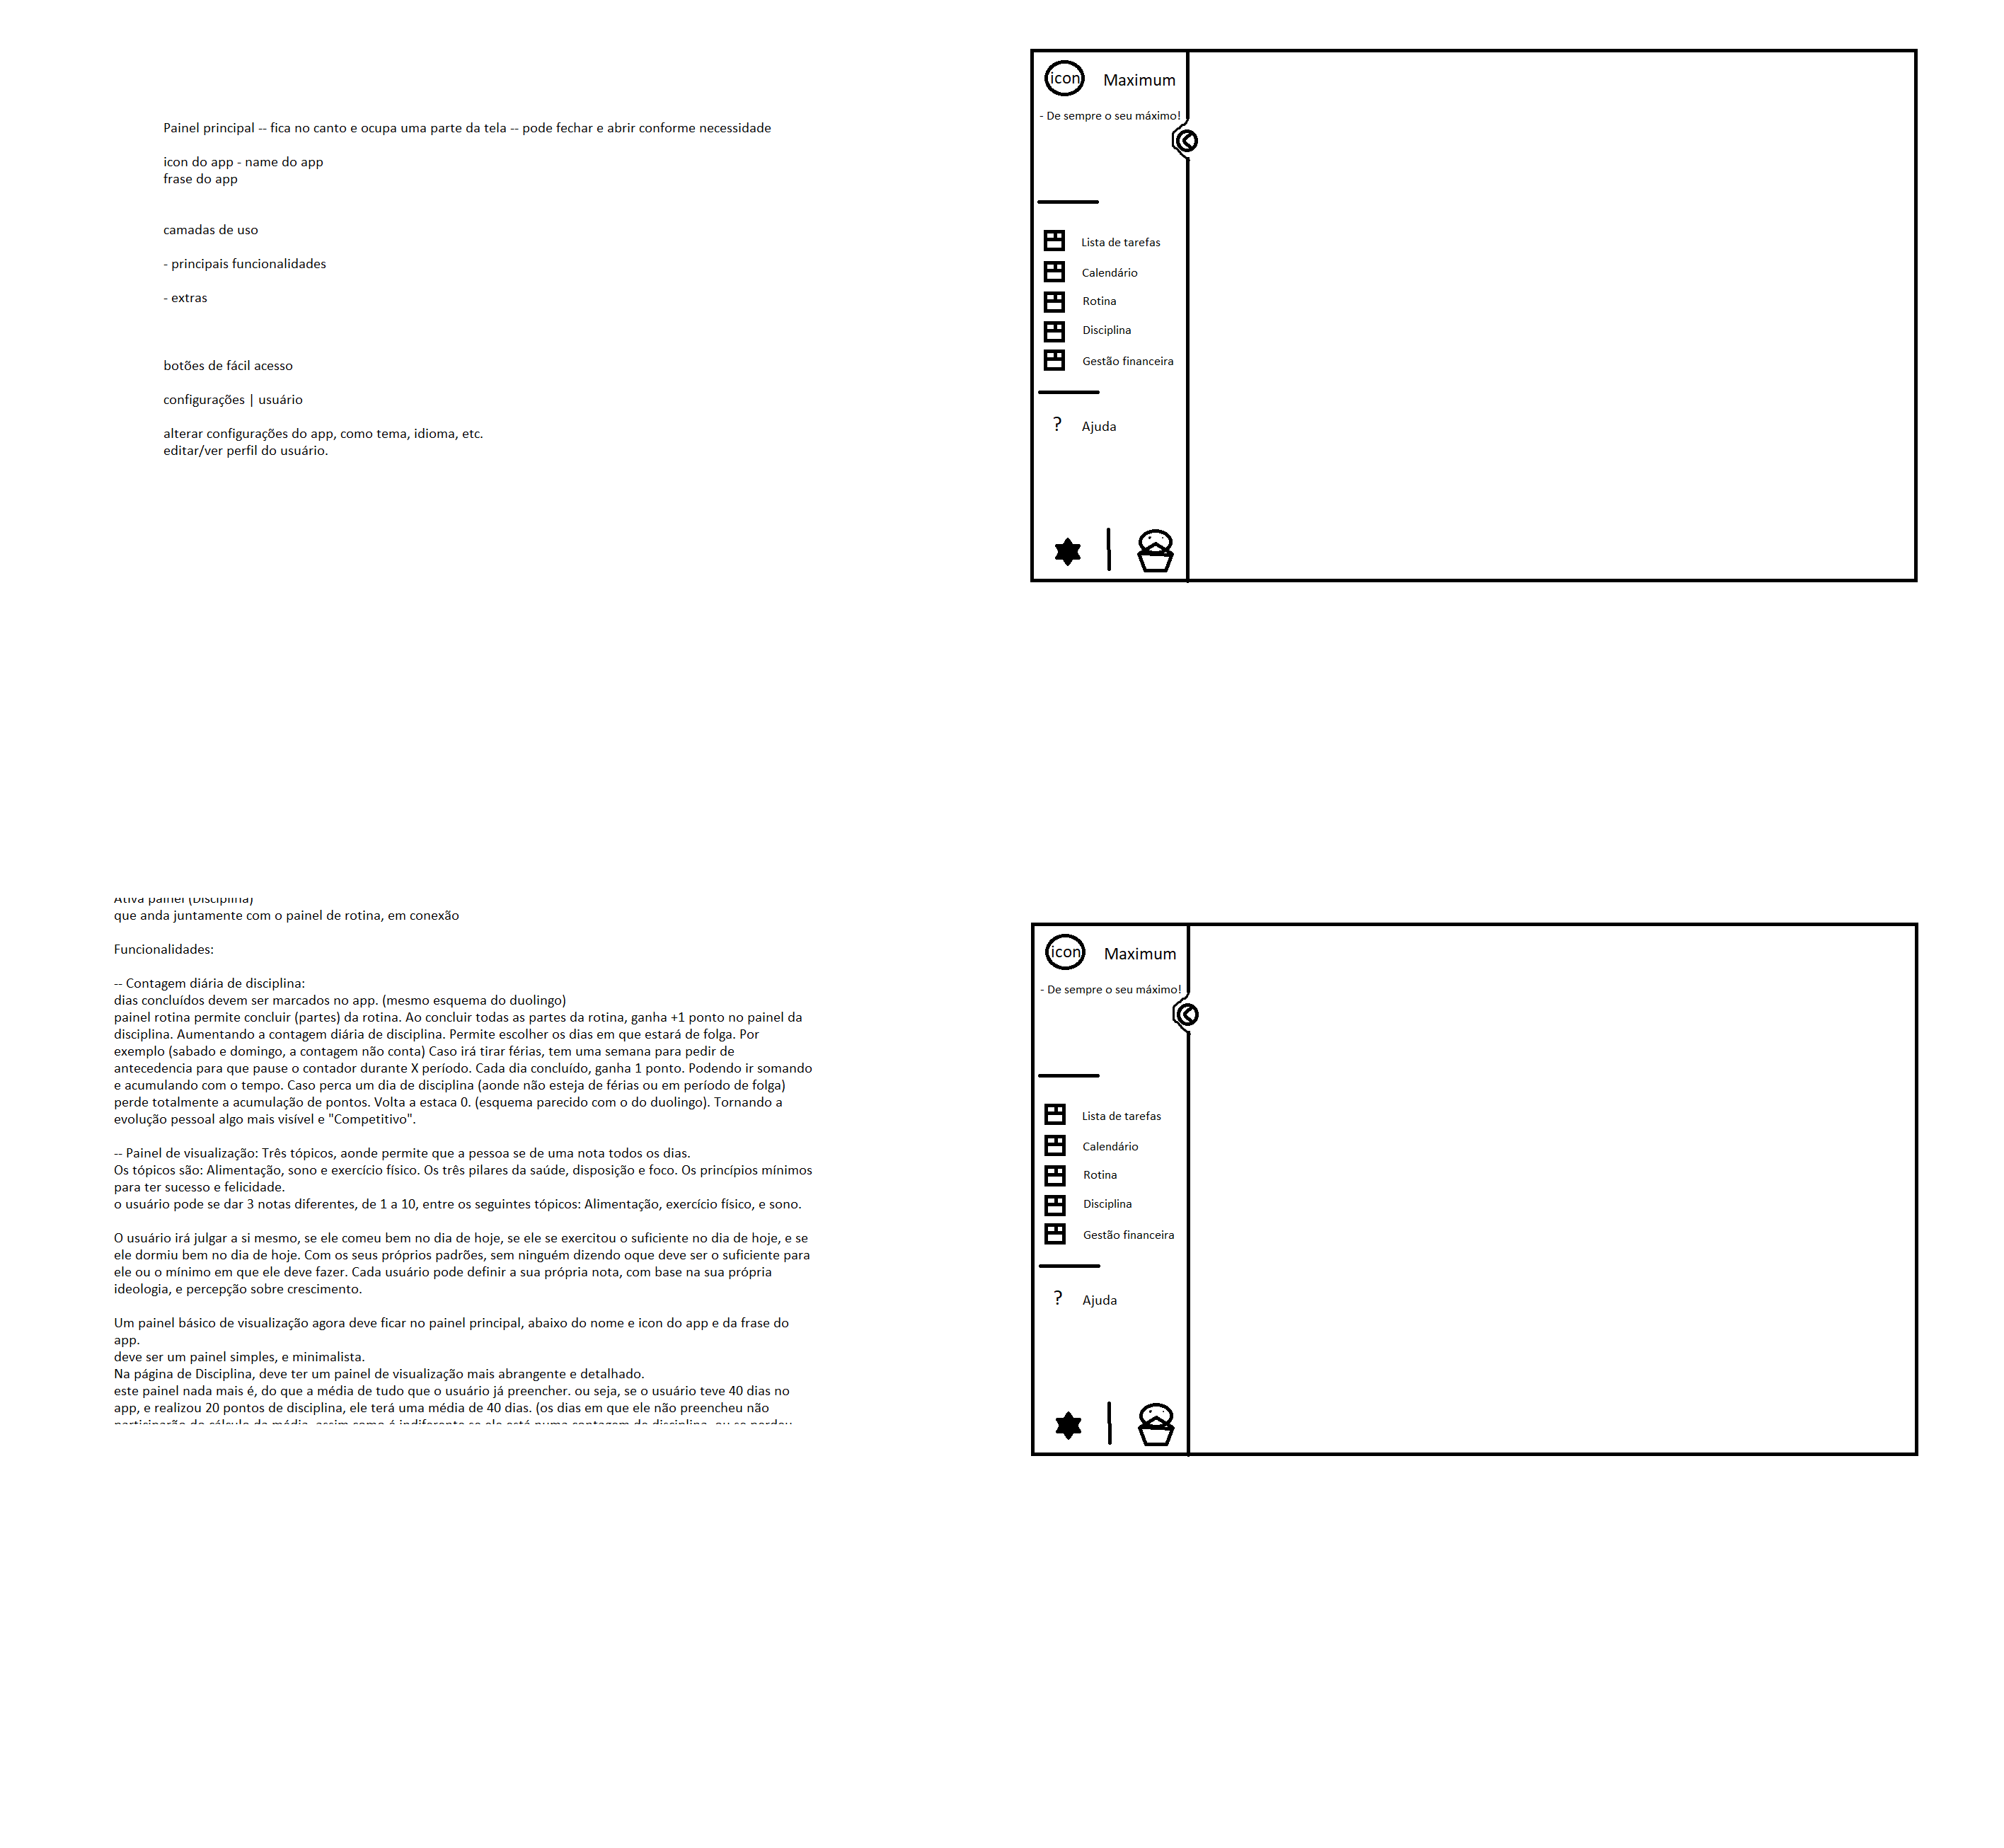 Painel principal -- fica no canto e ocupa uma parte da tela -- pode fechar e abrir conforme necessidade
icon do app - name do app
frase do app
camadas de uso
- principais funcionalidades
- extras
botões de fácil acesso
configurações | usuário
alterar configurações do app, como tema, idioma, etc.
editar/ver perfil do usuário.
icon Maximum
- De sempre o seu máximo!
Lista de tarefas
Calendário
Rotina
Disciplina
Gestão financeira
? Ajuda
Ativa painel (Disciplina)
que anda juntamente com o painel de rotina, em conexão
Funcionalidades:
-- Contagem diária de disciplina:
dias concluídos devem ser marcados no app. (mesmo esquema do duolingo)
painel rotina permite concluir (partes) da rotina. Ao concluir todas as partes da rotina, ganha +1 ponto no painel da
disciplina. Aumentando a contagem diária de disciplina. Permite escolher os dias em que estará de folga. Por
exemplo (sabado e domingo, a contagem não conta) Caso irá tirar férias, tem uma semana para pedir de
antecedencia para que pause o contador durante X período. Cada dia concluído, ganha 1 ponto. Podendo ir somando
e acumulando com o tempo. Caso perca um dia de disciplina (aonde não esteja de férias ou em período de folga)
perde totalmente a acumulação de pontos. Volta a estaca 0. (esquema parecido com o do duolingo). Tornando a
evolução pessoal algo mais visível e "Competitivo".
-- Painel de visualização: Três tópicos, aonde permite que a pessoa se de uma nota todos os dias.
Os tópicos são: Alimentação, sono e exercício físico. Os três pilares da saúde, disposição e foco. Os princípios mínimos
para ter sucesso e felicidade.
o usuário pode se dar 3 notas diferentes, de 1 a 10, entre os seguintes tópicos: Alimentação, exercício físico, e sono.
O usuário irá julgar a si mesmo, se ele comeu bem no dia de hoje, se ele se exercitou o suficiente no dia de hoje, e se
ele dormiu bem no dia de hoje. Com os seus próprios padrões, sem ninguém dizendo oque deve ser o suficiente para
ele ou o mínimo em que ele deve fazer. Cada usuário pode definir a sua própria nota, com base na sua própria
ideologia, e percepção sobre crescimento.
Um painel básico de visualização agora deve ficar no painel principal, abaixo do nome e icon do app e da frase do
app.
deve ser um painel simples, e minimalista.
Na página de Disciplina, deve ter um painel de visualização mais abrangente e detalhado.
este painel nada mais é, do que a média de tudo que o usuário já preencher. ou seja, se o usuário teve 40 dias no
app, e realizou 20 pontos de disciplina, ele terá uma média de 40 dias. (os dias em que ele não preencheu não
icon Maximum
- De sempre o seu máximo!
Lista de tarefas
Calendário
Rotina
Disciplina
Gestão financeira
? Ajuda